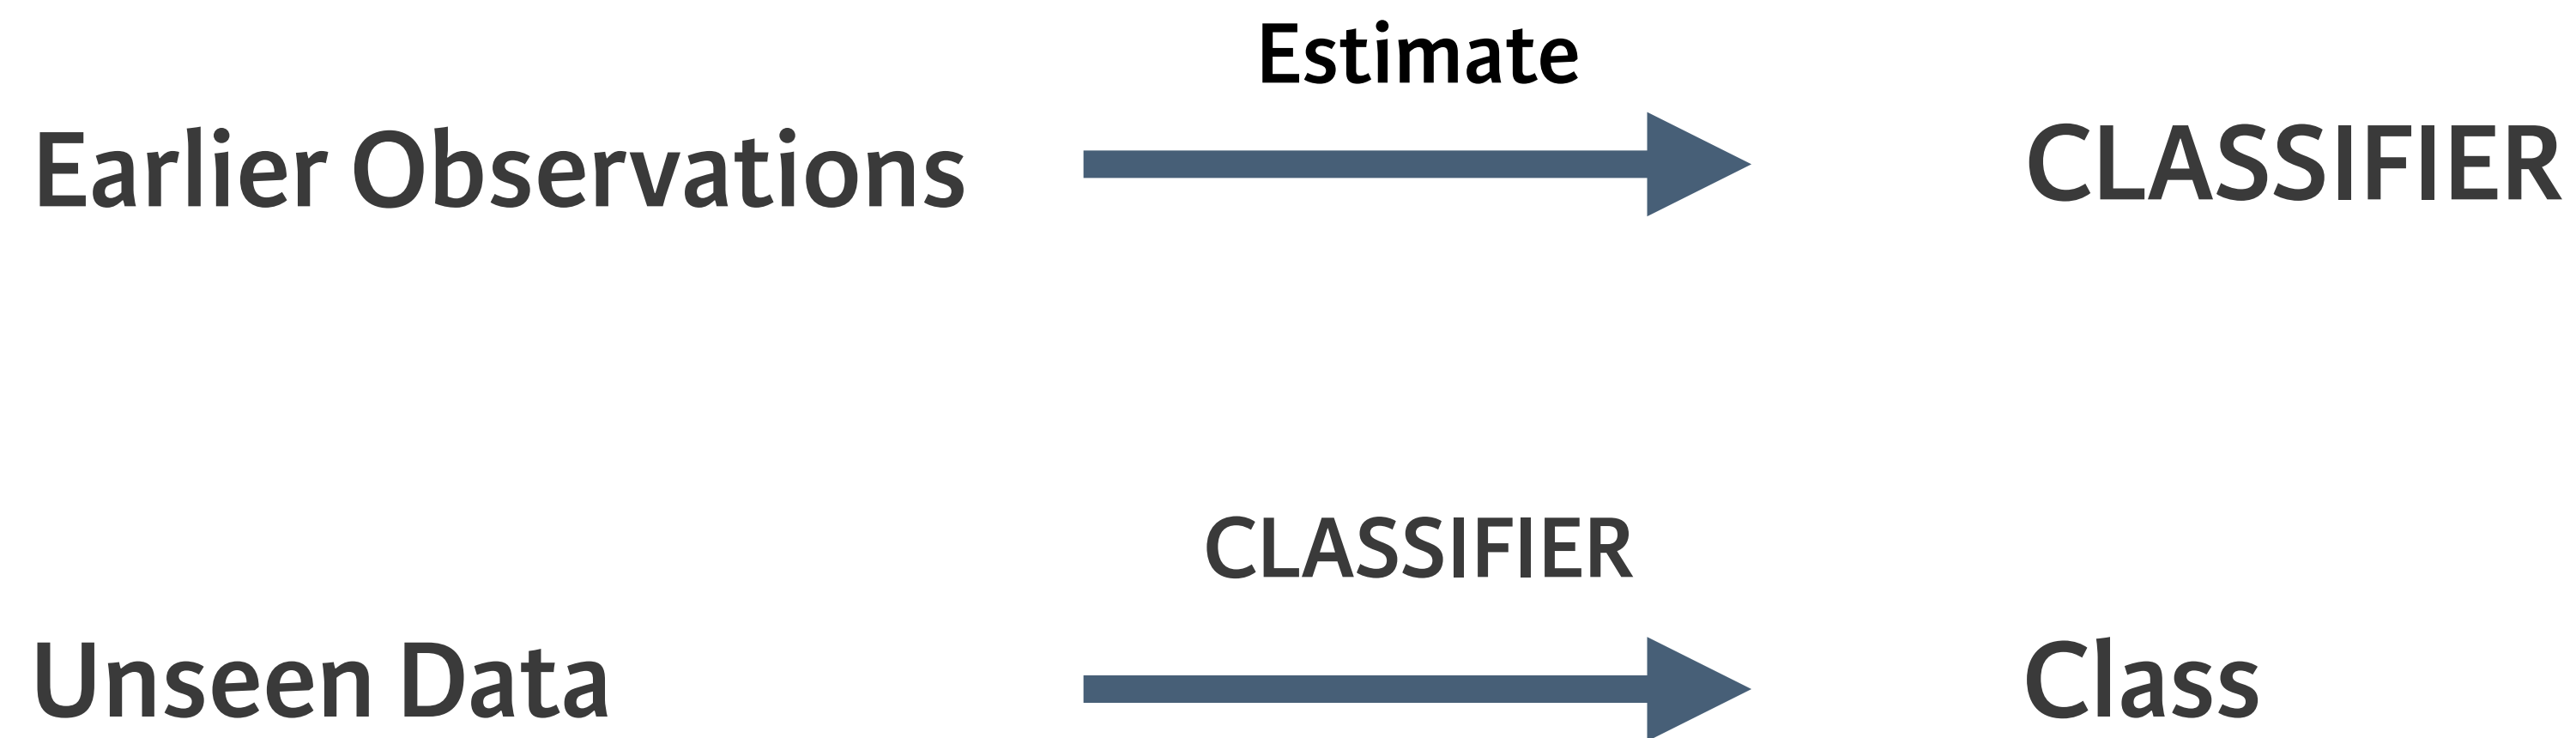 Estimate
Earlier Observations
CLASSIFIER
CLASSIFIER
Unseen Data
Class